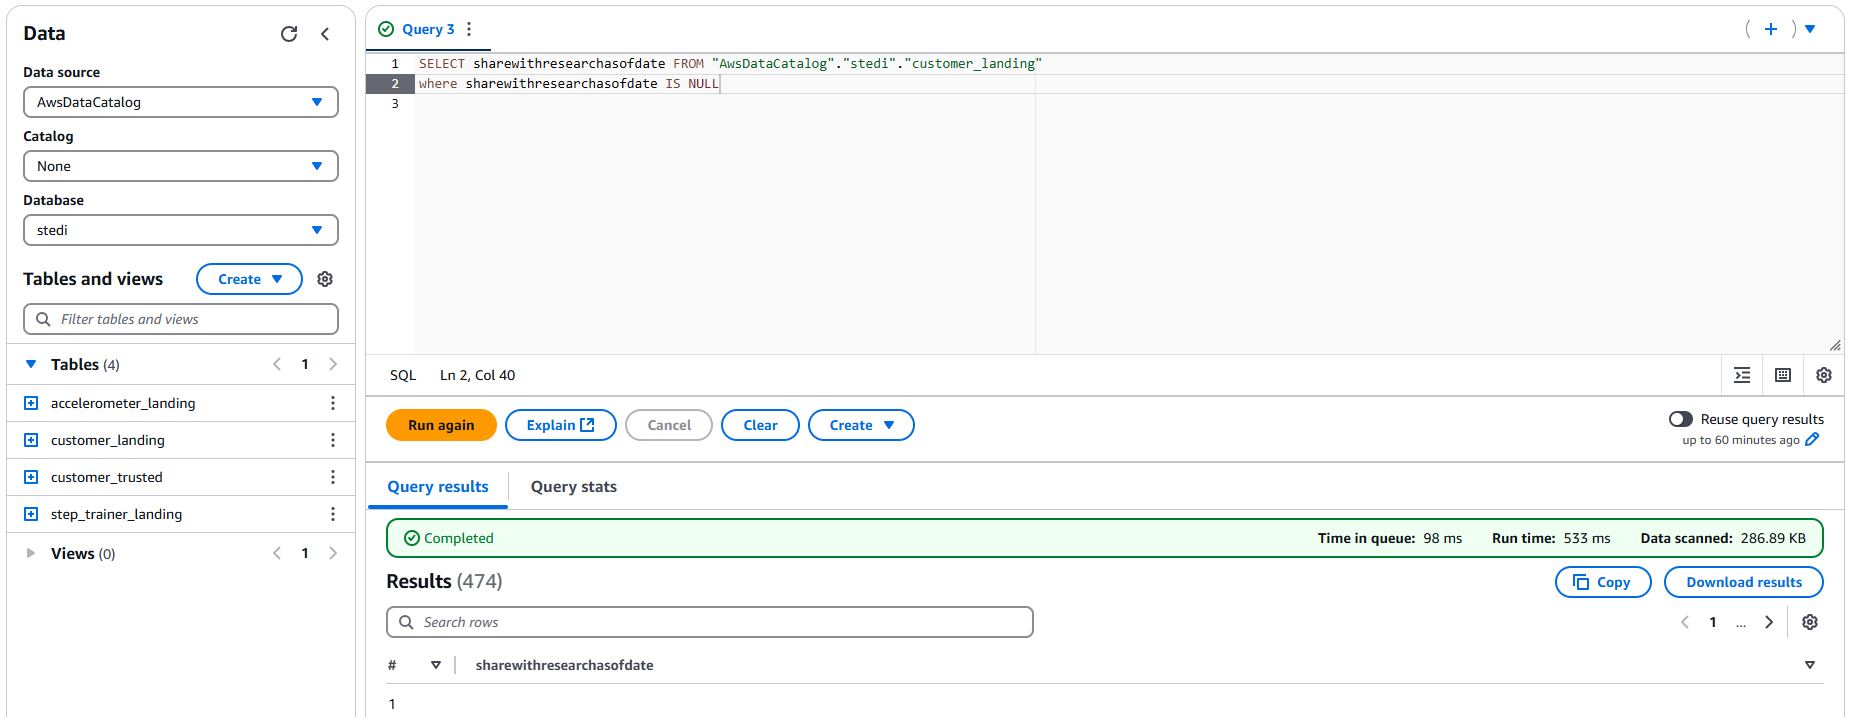 Data
Data source
AwsDataCatalog
Catalog
None
Database
stedi
Tables and views
Create
Filter tables and views
Tables (4)
1
accelerometer_landing
customer_landing
customer_trusted
step_trainer_landing
Views (0)
1
Query 3
1 SELECT sharewithresearchasofdate FROM "AwsDataCatalog"."stedi"."customer_landing"
2 where sharewithresearchasofdate IS NULL
3
SQL Ln 2, Col 40
Run again Explain Cancel Clear Create
Reuse query results
up to 60 minutes ago
Query results Query stats
Completed Time in queue: 98 ms Run time: 533 ms Data scanned: 286.89 KB
Results (474) Copy Download results
Search rows 1 ...
# sharewithresearchasofdate
1